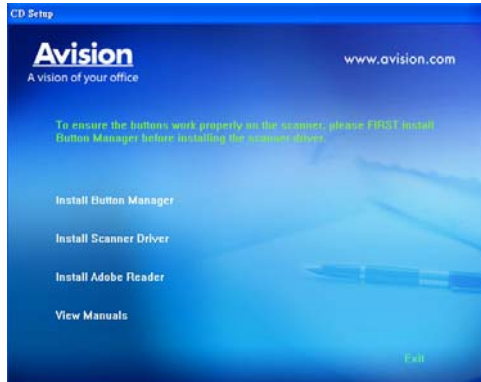 CD Setup
Avision
www.avision.com
A vision of your office
To ensure the buttons work properly on the scanner, please FIRST install
Button Manager before installing the scanner driver.
Install Button Manager
Install Scanner Driver
Install Adobe Reader
View Manuals
Exit